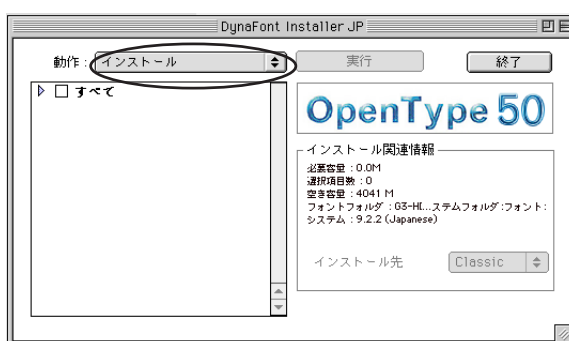 DynaFont Installer JP
動作: インストール
実行
終了
すべて
OpenType 50
インストール関連情報
必要容量:0.0M
選択項目数:0
空き容量:4041 M
フォントフォルダ:G3-HI...ステムフォルダ:フォント:
システム:9.2.2 (Japanese)
インストール先
Classic